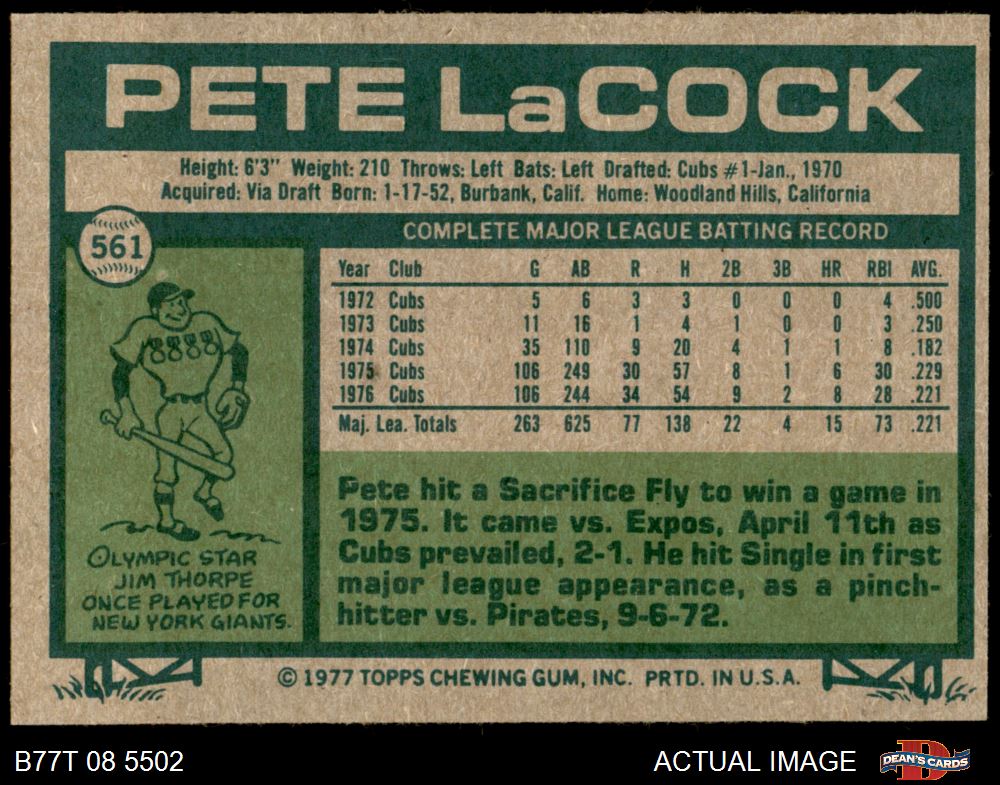 PETE LaCOCK
Height: 6'3" Weight: 210 Throws: Left Bats: Left Drafted: Cubs #1-Jan., 1970
Acquired: Via Draft Born: 1-17-52, Burbank, Calif. Home: Woodland Hills, California
561
COMPLETE MAJOR LEAGUE BATTING RECORD
Year Club G AB R H 2B 3B HR RBI AVG.
1972 Cubs 5 6 3 3 0 0 0 4 .500
1973 Cubs 11 16 1 4 1 0 0 3 .250
1974 Cubs 35 110 9 20 4 1 1 8 .182
1975 Cubs 106 249 30 57 8 1 6 30 .229
1976 Cubs 106 244 34 54 9 2 8 28 .221
Maj. Lea. Totals 263 625 77 138 22 4 15 73 .221
OLYMPIC STAR
JIM THORPE
ONCE PLAYED FOR
NEW YORK GIANTS.
Pete hit a Sacrifice Fly to win a game in
1975. It came vs. Expos, April 11th as
Cubs prevailed, 2-1. He hit Single in first
major league appearance, as a pinch-
hitter vs. Pirates, 9-6-72.
© 1977 TOPPS CHEWING GUM, INC. PRTD. IN U.S.A.
B77T 08 5502
ACTUAL IMAGE
D
DEAN'S CARDS